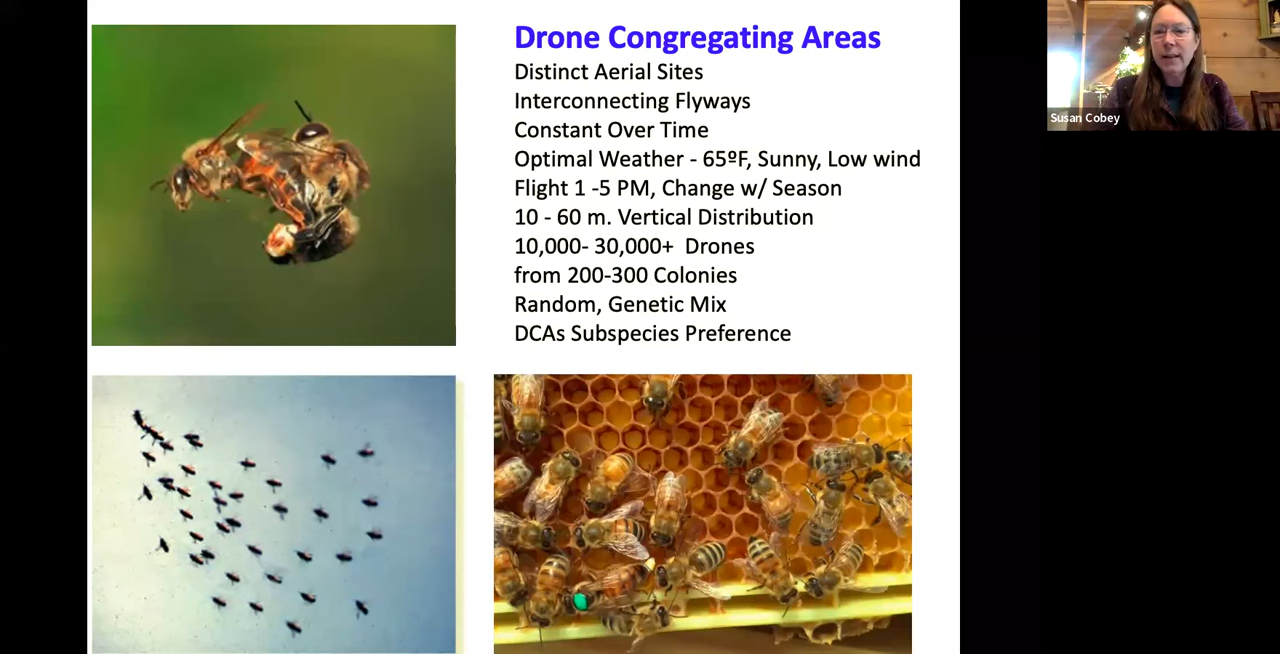 Drone Congregating Areas
Distinct Aerial Sites
Interconnecting Flyways
Constant Over Time
Optimal Weather - 65ºF, Sunny, Low wind
Flight 1 -5 PM, Change w/ Season
10 - 60 m. Vertical Distribution
10,000- 30,000+  Drones
from 200-300 Colonies
Random, Genetic Mix
DCAs Subspecies Preference
Susan Cobey